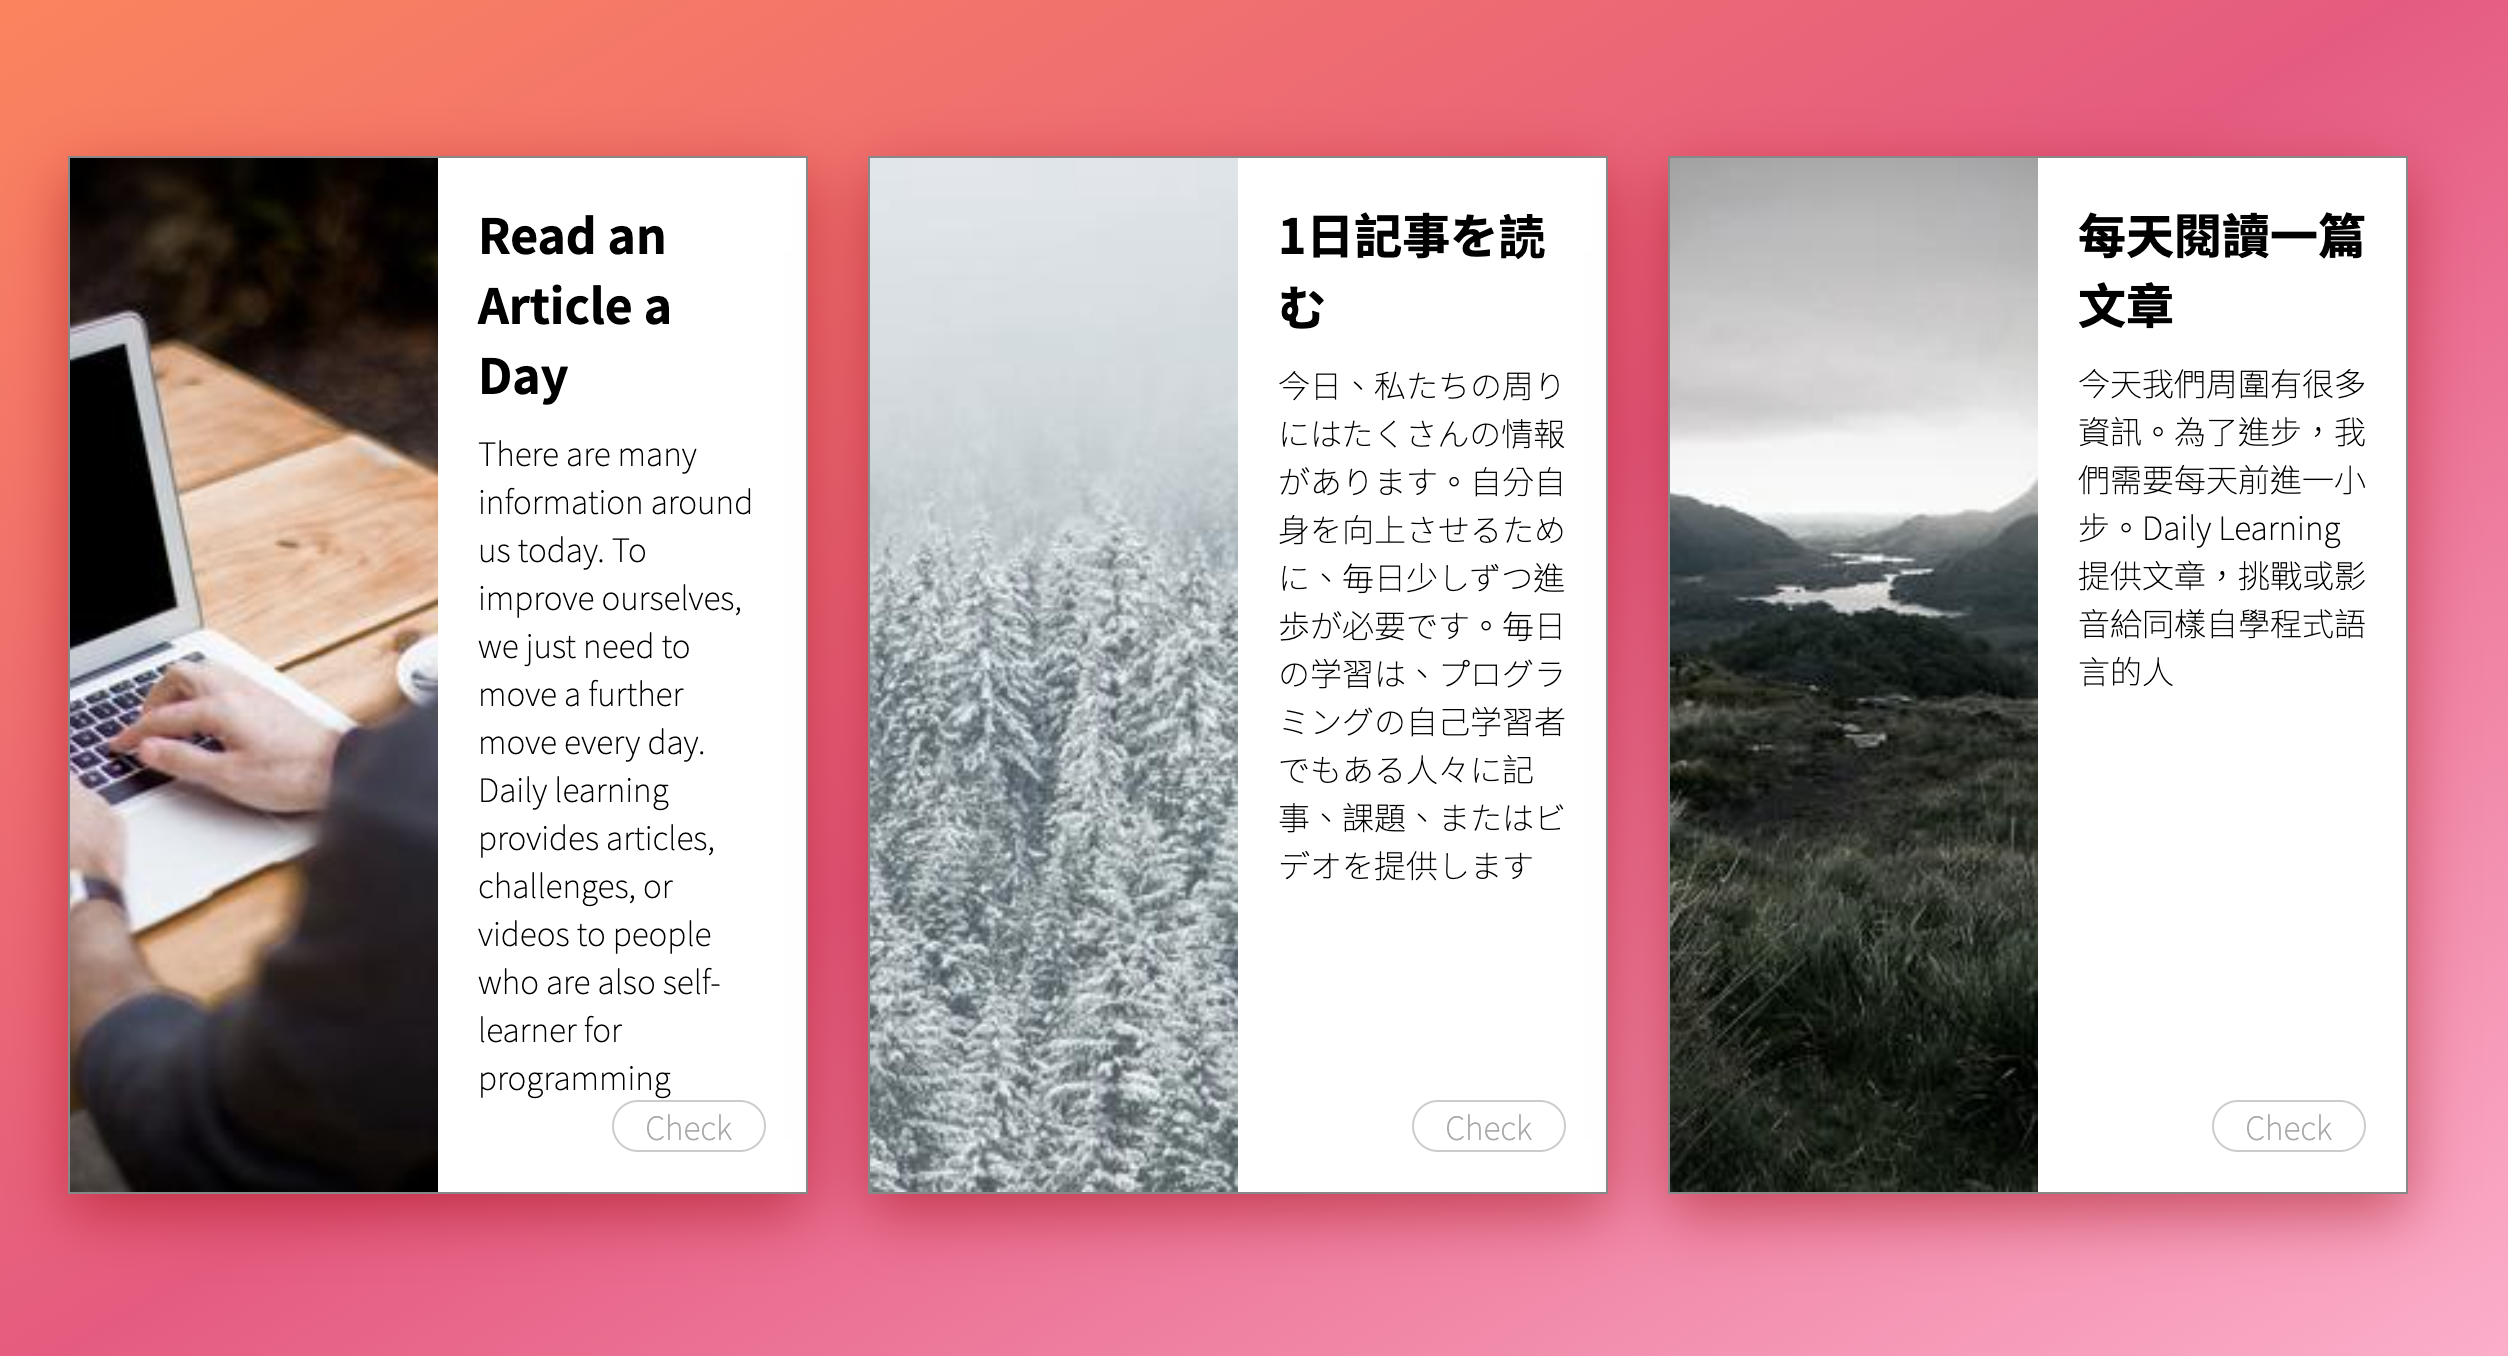 Read an
Article a
Day
There are many
information around
us today. To
improve ourselves,
we just need to
move a further
move every day.
Daily learning
provides articles,
challenges, or
videos to people
who are also self-
learner for
programming
Check
1日記事を読
む
今日、私たちの周り
にはたくさんの情報
があります。自分自
身を向上させるため
に、毎日少しずつ進
歩が必要です。毎日
の学習は、プログラ
ミングの自己学習者
でもある人々に記
事、課題、またはビ
デオを提供します
Check
每天閱讀一篇
文章
今天我們周圍有很多
資訊。為了進步，我
們需要每天前進一小
步。Daily Learning
提供文章，挑戰或影
音給同樣自學程式語
言的人
Check